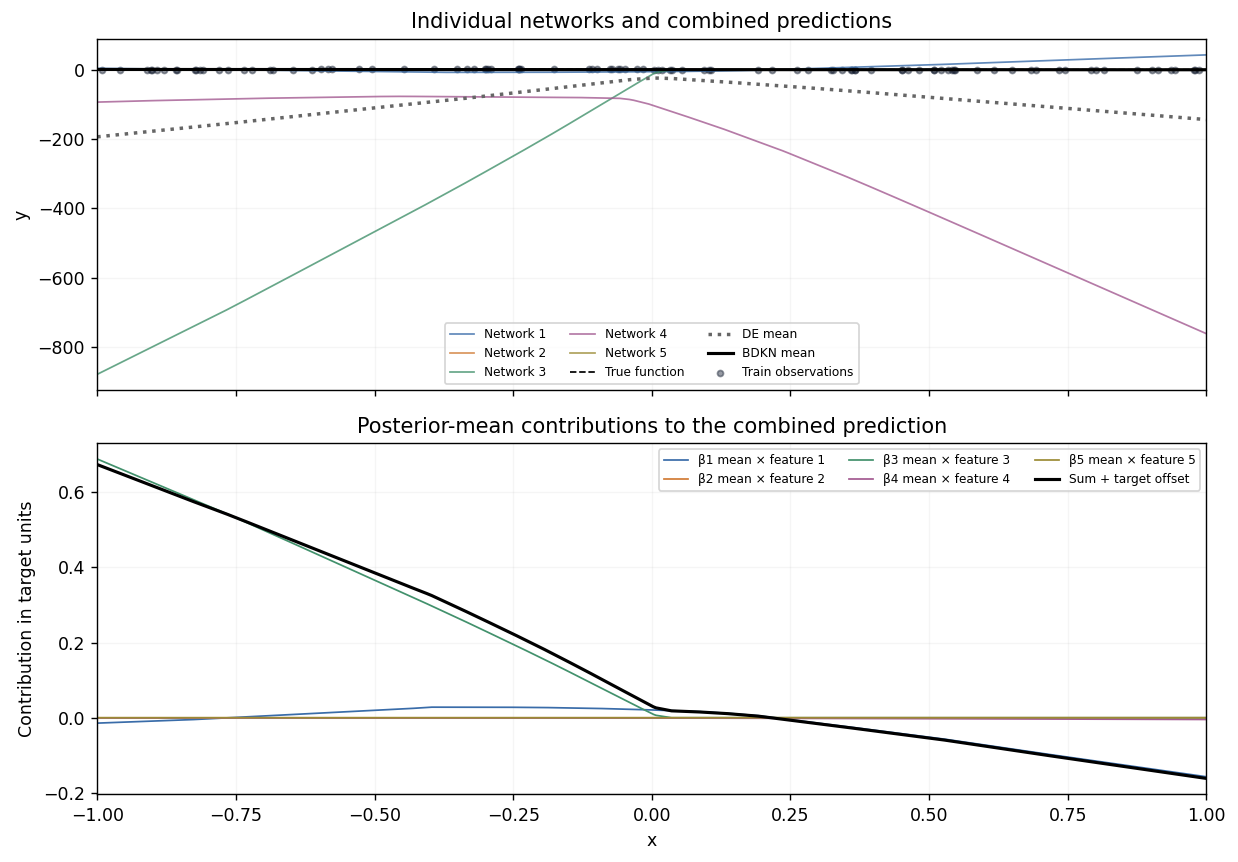 Individual networks and combined predictions
y
0
−200
−400
−600
−800
Network 1 Network 4 DE mean
Network 2 Network 5 BDKN mean
Network 3 True function Train observations
Posterior-mean contributions to the combined prediction
Contribution in target units
β1 mean × feature 1 β3 mean × feature 3 β5 mean × feature 5
β2 mean × feature 2 β4 mean × feature 4 Sum + target offset
0.6
0.4
0.2
0.0
−0.2
−1.00 −0.75 −0.50 −0.25 0.00 0.25 0.50 0.75 1.00
x